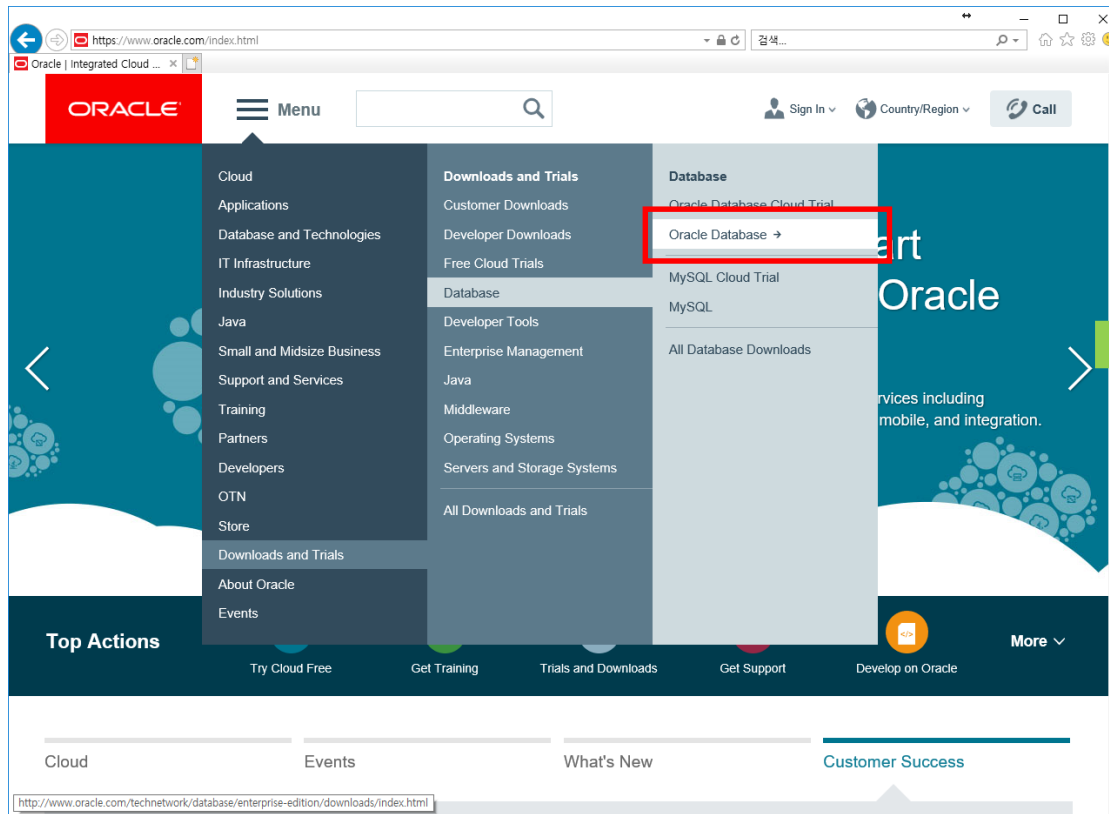 https://www.oracle.com/index.html
검색...
Oracle | Integrated Cloud ...
ORACLE
Menu
Sign In
Country/Region
Call
Cloud
Applications
Database and Technologies
IT Infrastructure
Industry Solutions
Java
Small and Midsize Business
Support and Services
Training
Partners
Developers
OTN
Store
Downloads and Trials
About Oracle
Events
Downloads and Trials
Customer Downloads
Developer Downloads
Free Cloud Trials
Database
Developer Tools
Enterprise Management
Java
Middleware
Operating Systems
Servers and Storage Systems
All Downloads and Trials
Database
Oracle Database Cloud Trial
Oracle Database →
MySQL Cloud Trial
MySQL
All Database Downloads
art
Oracle
rvices including
mobile, and integration.
Top Actions
Try Cloud Free
Get Training
Trials and Downloads
Get Support
Develop on Oracle
More
Cloud
Events
What's New
Customer Success
http://www.oracle.com/technetwork/database/enterprise-edition/downloads/index.html